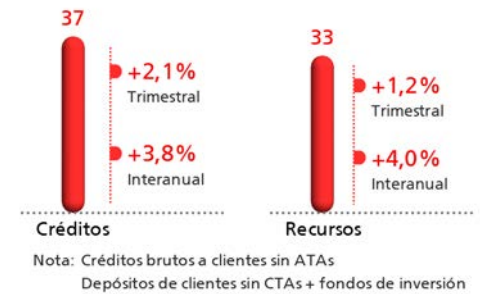 37
+2,1%
Trimestral
+3,8%
Interanual
Créditos
33
+1,2%
Trimestral
+4,0%
Interanual
Recursos
Nota: Créditos brutos a clientes sin ATAs
Depósitos de clientes sin CTAs + fondos de inversión